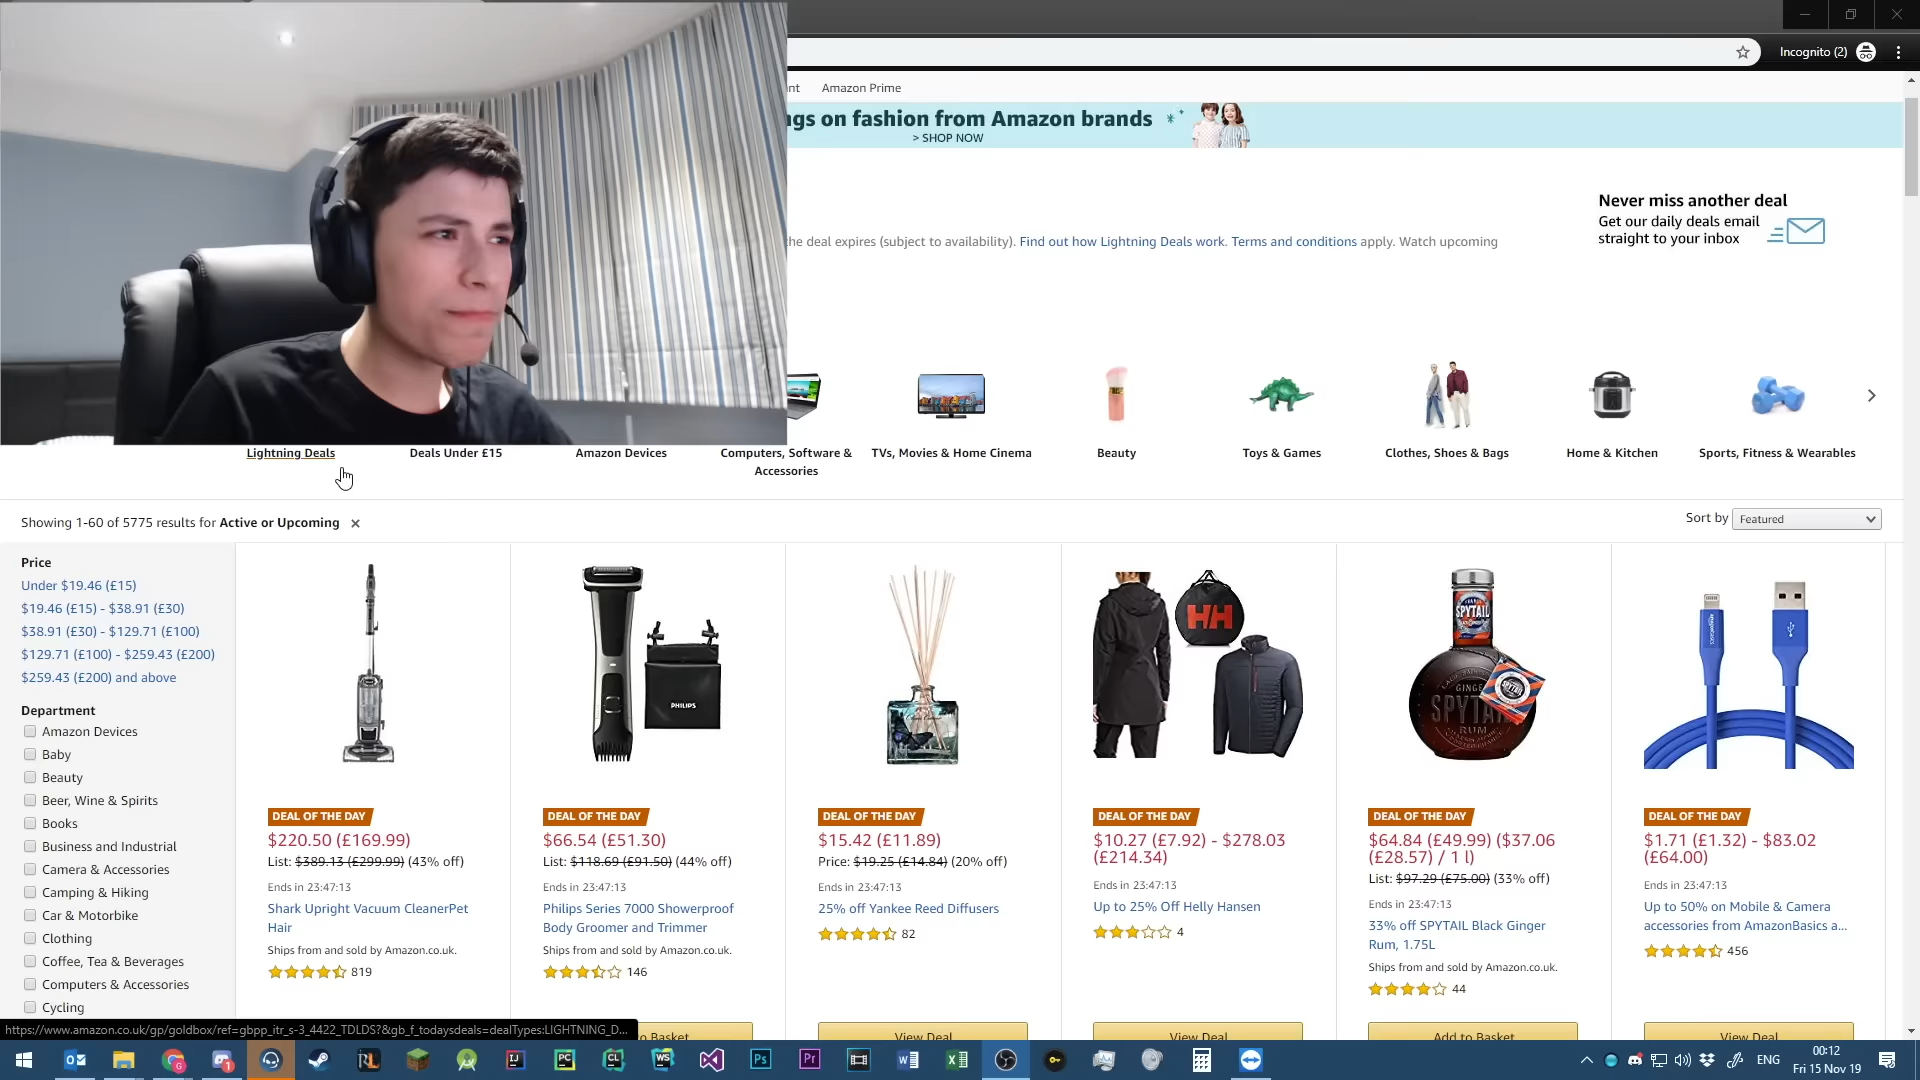 Incognito (2)
nt
Amazon Prime
ngs on fashion from Amazon brands
> SHOP NOW
Never miss another deal
Get our daily deals email
straight to your inbox
the deal expires (subject to availability). Find out how Lightning Deals work. Terms and conditions apply. Watch upcoming
Lightning Deals
Deals Under £15
Amazon Devices
Computers, Software &
Accessories
TVs, Movies & Home Cinema
Beauty
Toys & Games
Clothes, Shoes & Bags
Home & Kitchen
Sports, Fitness & Wearables
Showing 1-60 of 5775 results for Active or Upcoming
Sort by Featured
Price
Under $19.46 (£15)
$19.46 (£15) - $38.91 (£30)
$38.91 (£30) - $129.71 (£100)
$129.71 (£100) - $259.43 (£200)
$259.43 (£200) and above
Department
Amazon Devices
Baby
Beauty
Beer, Wine & Spirits
Books
Business and Industrial
Camera & Accessories
Camping & Hiking
Car & Motorbike
Clothing
Coffee, Tea & Beverages
Computers & Accessories
Cycling
DEAL OF THE DAY
$220.50 (£169.99)
List: $389.13 (£299.99) (43% off)
Ends in 23:47:13
Shark Upright Vacuum CleanerPet
Hair
Ships from and sold by Amazon.co.uk.
819
PHILIPS
DEAL OF THE DAY
$66.54 (£51.30)
List: $118.69 (£91.50) (44% off)
Ends in 23:47:13
Philips Series 7000 Showerproof
Body Groomer and Trimmer
Ships from and sold by Amazon.co.uk.
146
o Basket
DEAL OF THE DAY
$15.42 (£11.89)
Price: $19.25 (£14.84) (20% off)
Ends in 23:47:13
25% off Yankee Reed Diffusers
82
View Deal
HH
DEAL OF THE DAY
$10.27 (£7.92) - $278.03
(£214.34)
Ends in 23:47:13
Up to 25% Off Helly Hansen
4
View Deal
SPYTAIL
GINGE
SPYTAI
RUM
DEAL OF THE DAY
$64.84 (£49.99) ($37.06
(£28.57) / 1 l)
List: $97.29 (£75.00) (33% off)
Ends in 23:47:13
33% off SPYTAIL Black Ginger
Rum, 1.75L
Ships from and sold by Amazon.co.uk.
44
Add to Basket
DEAL OF THE DAY
$1.71 (£1.32) - $83.02
(£64.00)
Ends in 23:47:13
Up to 50% on Mobile & Camera
accessories from AmazonBasics a...
456
View Deal
https://www.amazon.co.uk/gp/goldbox/ref=gbpp_itr_s-3_4422_TDLDS?&gb_f_todaysdeals=dealTypes:LIGHTNING_D...
ENG
00:12
Fri 15 Nov 19